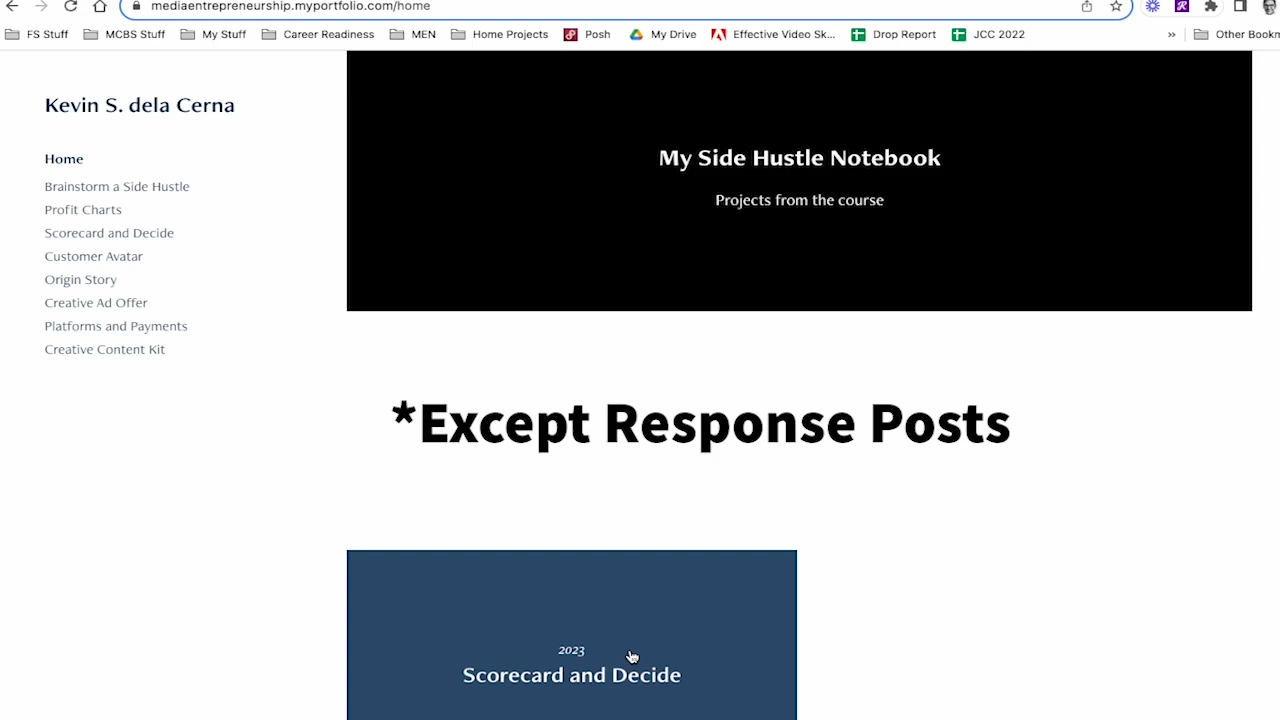 mediaentrepreneurship.myportfolio.com/home
FS Stuff MCBS Stuff My Stuff Career Readiness MEN Home Projects Posh My Drive Effective Video Sk... Drop Report JCC 2022 » Other Bookm
Kevin S. dela Cerna
Home
Brainstorm a Side Hustle
Profit Charts
Scorecard and Decide
Customer Avatar
Origin Story
Creative Ad Offer
Platforms and Payments
Creative Content Kit
My Side Hustle Notebook
Projects from the course
*Except Response Posts
2023
Scorecard and Decide